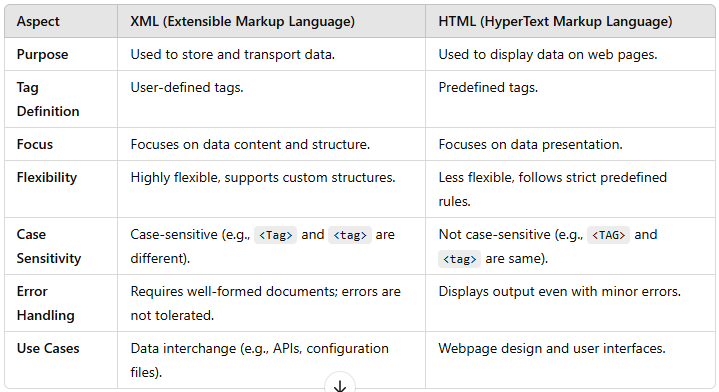 Aspect XML (Extensible Markup Language) HTML (HyperText Markup Language)
Purpose Used to store and transport data. Used to display data on web pages.
Tag User-defined tags. Predefined tags.
Definition
Focus Focuses on data content and structure. Focuses on data presentation.
Flexibility Highly flexible, supports custom structures. Less flexible, follows strict predefined
rules.
Case Case-sensitive (e.g., <Tag> and <tag> are Not case-sensitive (e.g., <TAG> and
Sensitivity different). <tag> are same).
Error Requires well-formed documents; errors are Displays output even with minor errors.
Handling not tolerated.
Use Cases Data interchange (e.g., APIs, configuration Webpage design and user interfaces.
files).